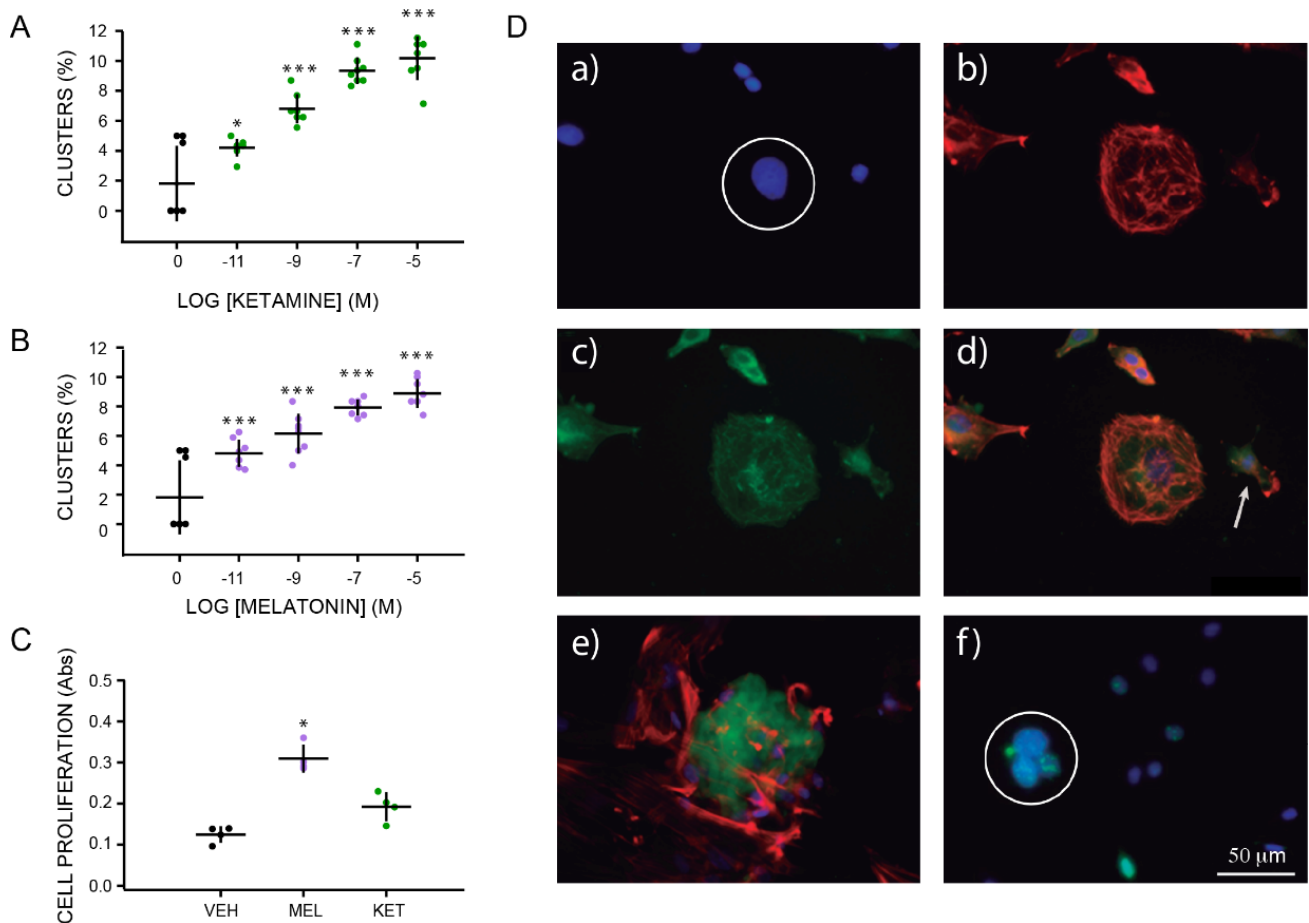 A
CLUSTERS (%)
12
10
8
6
4
2
0
*
***
***
***
0 -11 -9 -7 -5
LOG [KETAMINE] (M)
B
CLUSTERS (%)
12
10
8
6
4
2
0
***
***
***
***
0 -11 -9 -7 -5
LOG [MELATONIN] (M)
C
CELL PROLIFERATION (Abs)
0.5
0.4
0.3
0.2
0.1
0.0
*
VEH MEL KET
D
a)
b)
c)
d)
e)
f)
50 µm